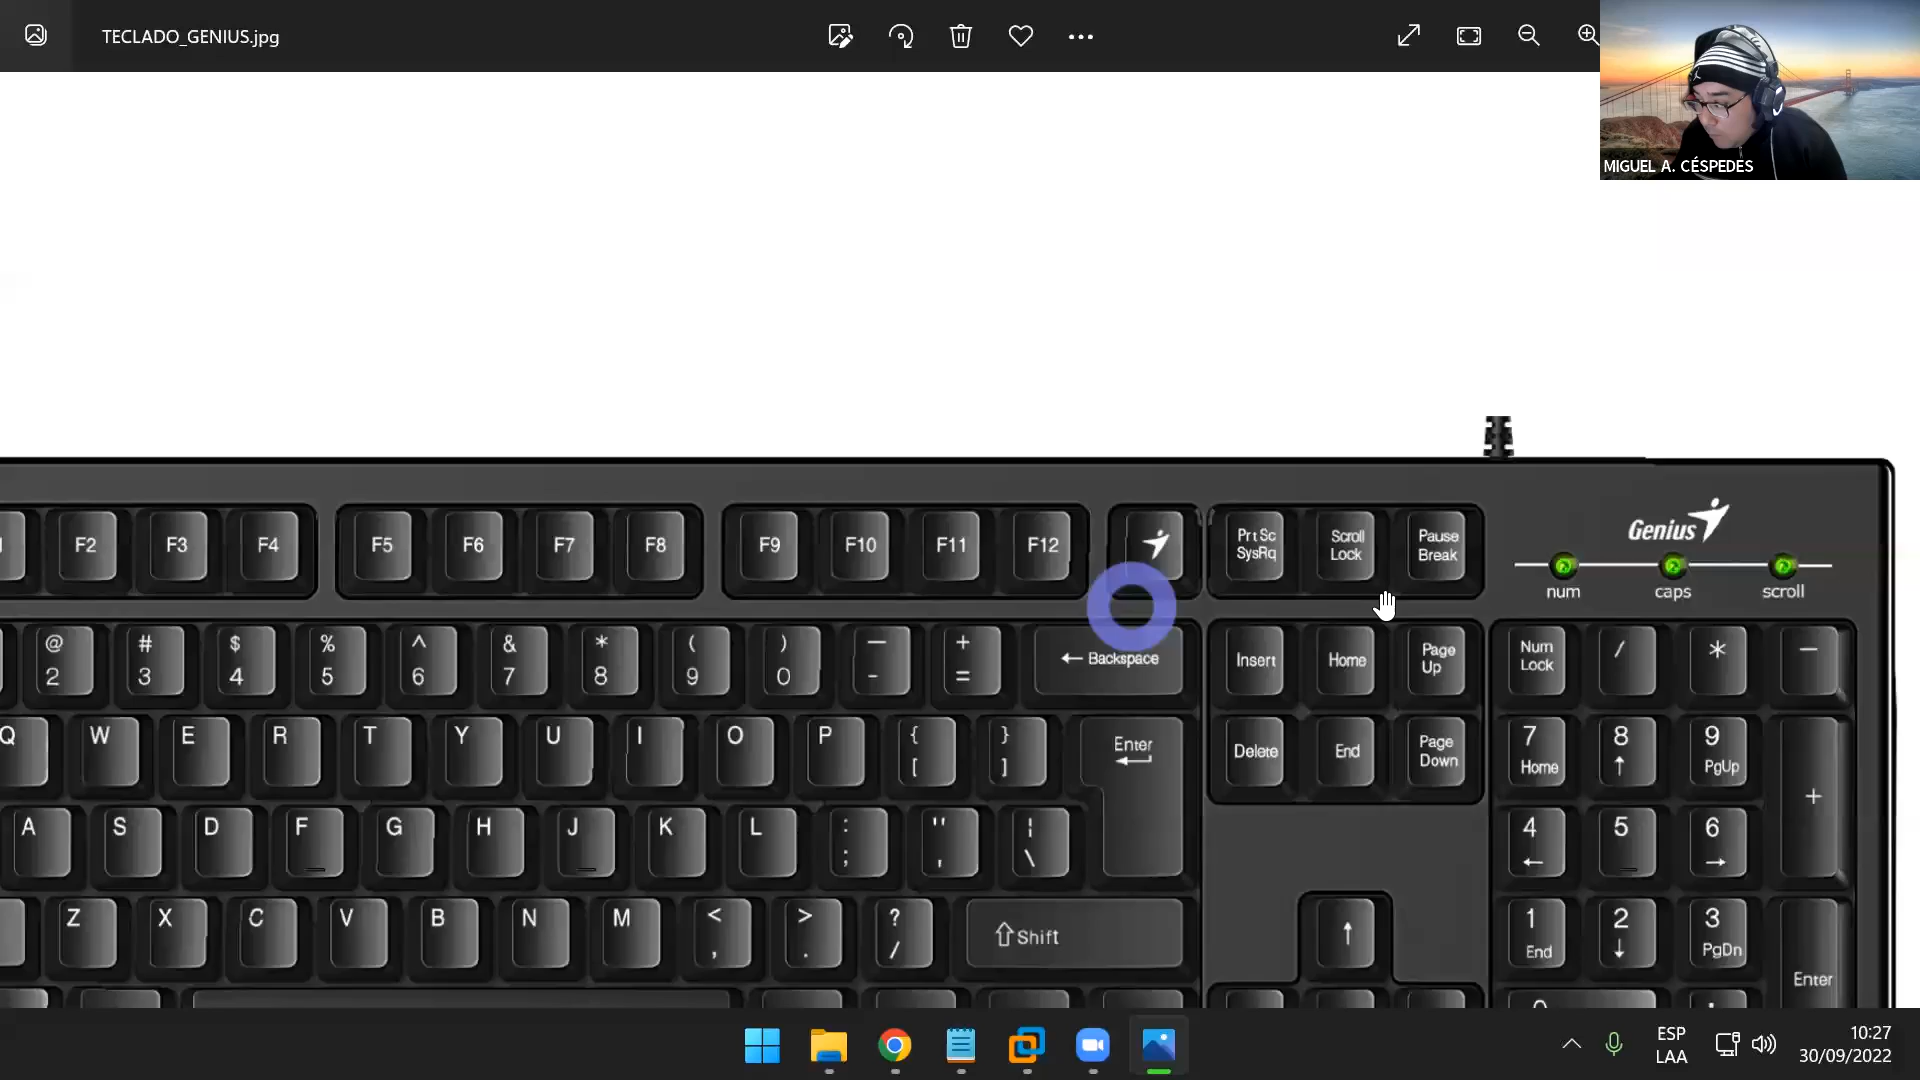 TECLADO_GENIUS.jpg
MIGUEL A. CÉSPEDES
F2 F3 F4 F5 F6 F7 F8 F9 F10 F11 F12
Prt Sc
SysRq
Scroll
Lock
Pause
Break
Genius
num caps scroll
@ # $ % ^ & * ( ) — +
2 3 4 5 6 7 8 9 0 - =
← Backspace
Insert Home
Page
Up
Num
Lock
/ * —
Q W E R T Y U I O P { }
[ ]
Enter
Delete End
Page
Down
7 8 9
Home ↑ PgUp
+
A S D F G H J K L : " ¦
; ' \
4 5 6
← →
Z X C V B N M < > ?
, . /
⇧ Shift
↑
1 2 3
End ↓ PgDn
Enter
ESP
LAA
10:27
30/09/2022